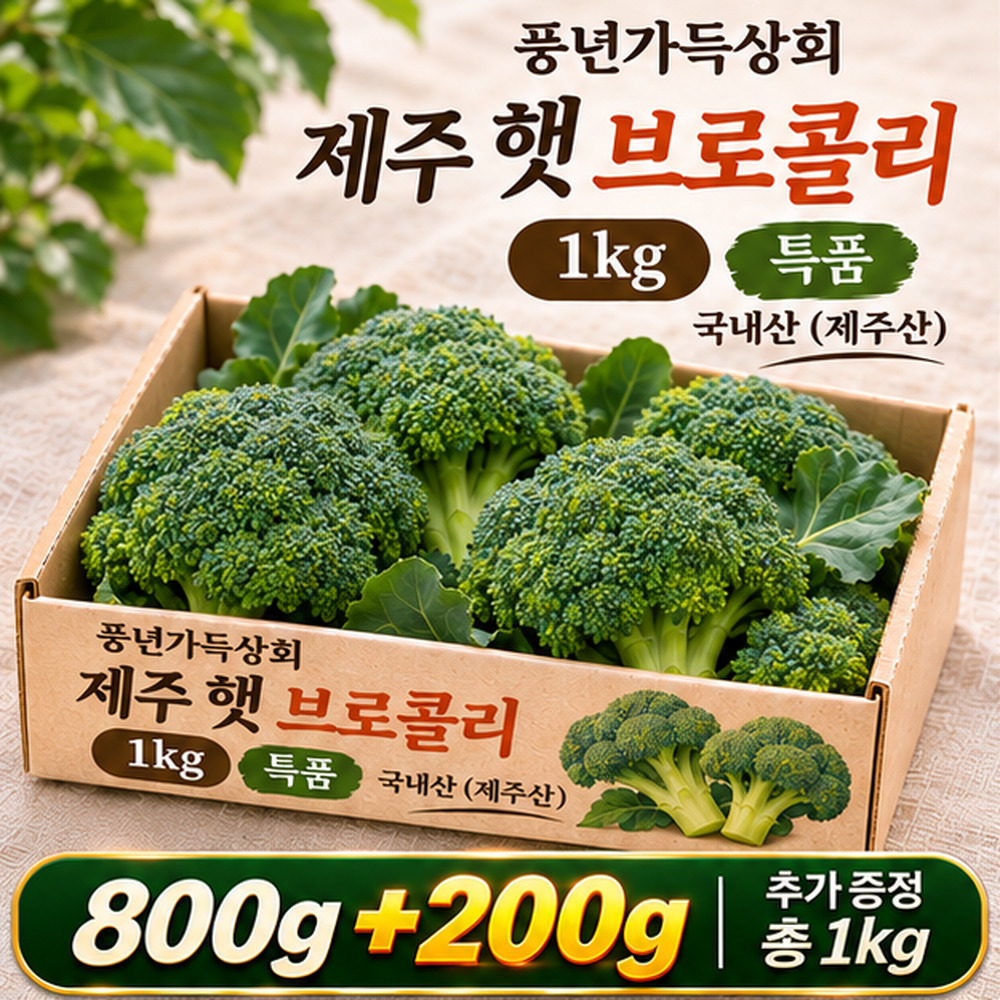 풍년가득상회
제주 햇 브로콜리
1kg 특품
국내산 (제주산)
풍년가득상회
제주 햇 브로콜리
1kg 특품 국내산 (제주산)
800g+200g
추가 증정
총 1kg